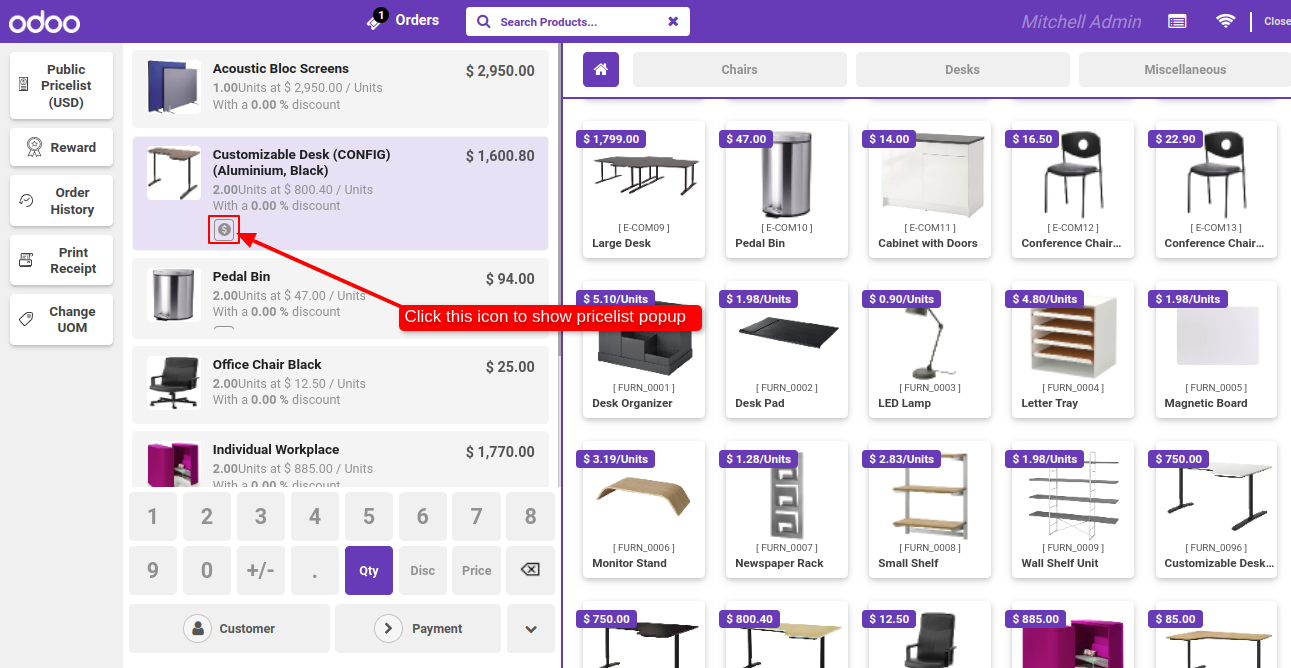 odoo
1
Orders
Search Products...
Mitchell Admin
Close
Public
Pricelist
(USD)
Reward
Order
History
Print
Receipt
Change
UOM
Acoustic Bloc Screens
$ 2,950.00
1.00Units at $ 2,950.00 / Units
With a 0.00 % discount
Customizable Desk (CONFIG)
(Aluminium, Black)
$ 1,600.80
2.00Units at $ 800.40 / Units
With a 0.00 % discount
$
Pedal Bin
$ 94.00
2.00Units at $ 47.00 / Units
With a 0.00 % discount
Click this icon to show pricelist popup
Office Chair Black
$ 25.00
2.00Units at $ 12.50 / Units
With a 0.00 % discount
Individual Workplace
$ 1,770.00
2.00Units at $ 885.00 / Units
With a 0.00 % discount
1 2 3 4 5 6 7 8
9 0 +/- . Qty Disc Price
Customer
Payment
Chairs
Desks
Miscellaneous
$ 1,799.00
[ E-COM09 ]
Large Desk
$ 47.00
[ E-COM10 ]
Pedal Bin
$ 14.00
[ E-COM11 ]
Cabinet with Doors
$ 16.50
[ E-COM12 ]
Conference Chair...
$ 22.90
[ E-COM13 ]
Conference Chair...
$ 5.10/Units
[ FURN_0001 ]
Desk Organizer
$ 1.98/Units
[ FURN_0002 ]
Desk Pad
$ 0.90/Units
[ FURN_0003 ]
LED Lamp
$ 4.80/Units
[ FURN_0004 ]
Letter Tray
$ 1.98/Units
[ FURN_0005 ]
Magnetic Board
$ 3.19/Units
[ FURN_0006 ]
Monitor Stand
$ 1.28/Units
[ FURN_0007 ]
Newspaper Rack
$ 2.83/Units
[ FURN_0008 ]
Small Shelf
$ 1.98/Units
[ FURN_0009 ]
Wall Shelf Unit
$ 750.00
[ FURN_0096 ]
Customizable Desk...
$ 750.00
$ 800.40
$ 12.50
$ 885.00
$ 85.00